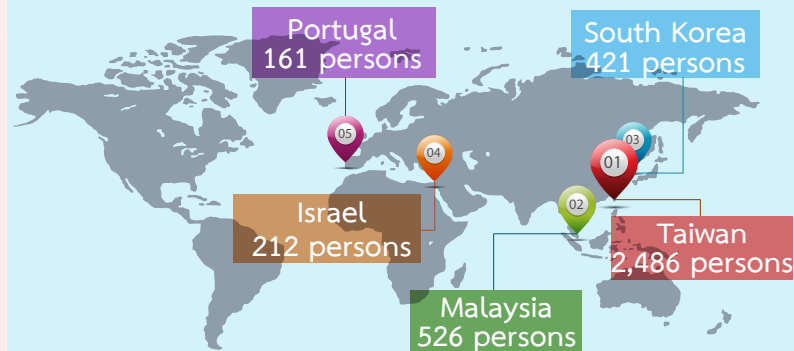 Portugal
161 persons
South Korea
421 persons
05
04
03
01
02
Israel
212 persons
Taiwan
2,486 persons
Malaysia
526 persons